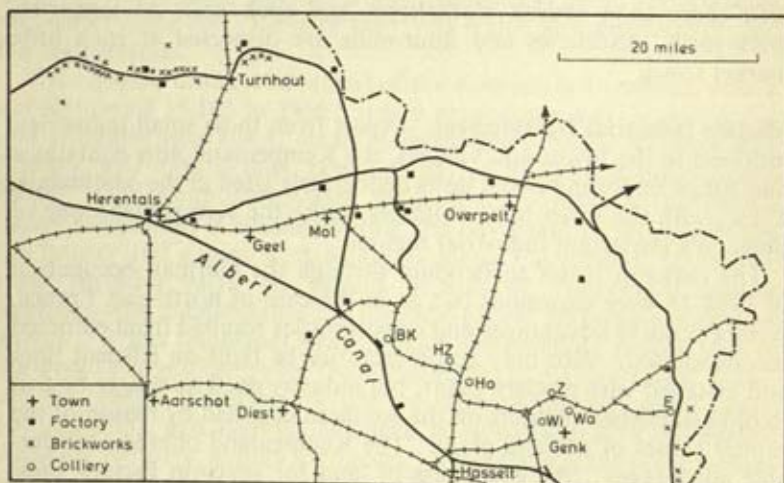 20 miles
Turnhout
Herentals
Geel
Mol
Overpelt
Albert
Canal
BK
HZ
Ho
Z
Wi
Wa
E
Genk
Aarschot
Diest
Hasselt
+ Town
▪ Factory
× Brickworks
○ Colliery